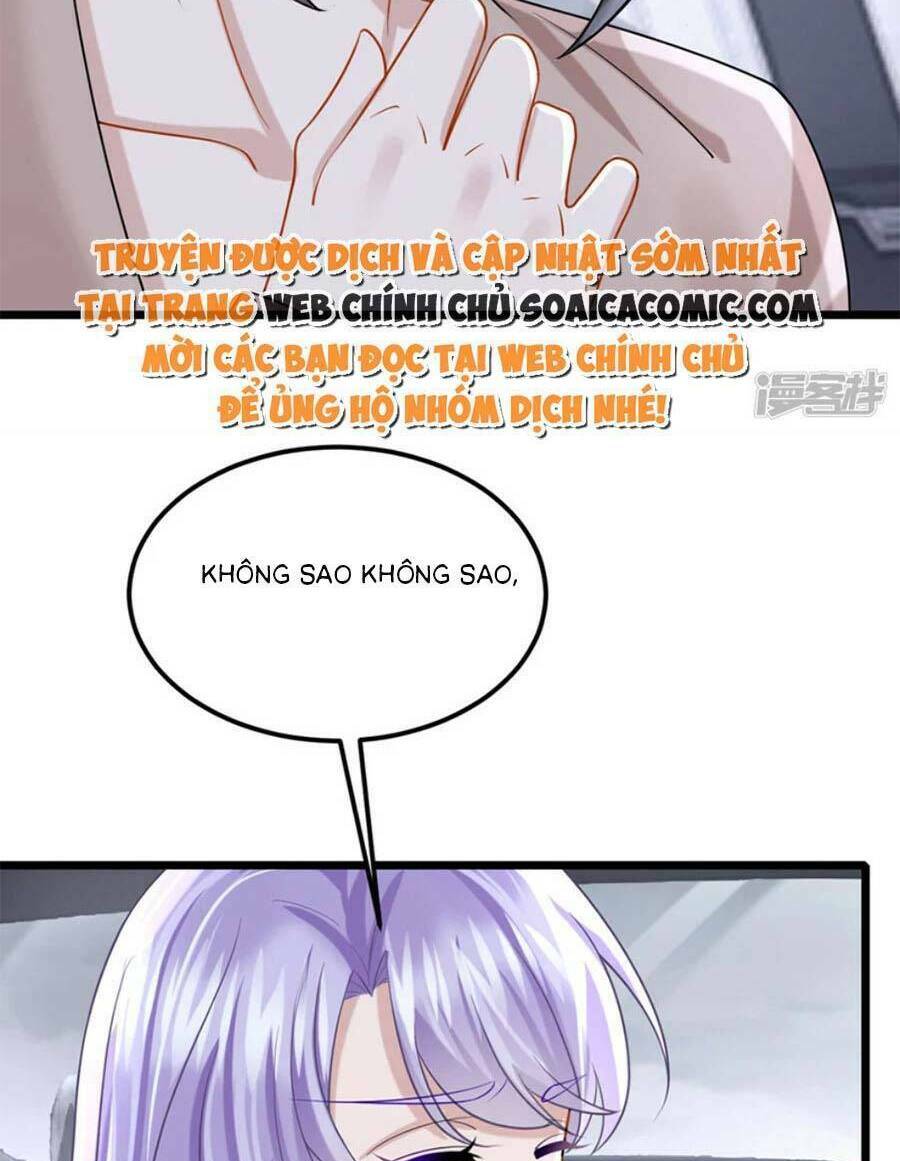 TRUYỆN ĐƯỢC DỊCH VÀ CẬP NHẬT SỚM NHẤT
TẠI TRANG WEB CHÍNH CHỦ SOAICACOMIC.COM
MỜI CÁC BẠN ĐỌC TẠI WEB CHÍNH CHỦ
ĐỂ ỦNG HỘ NHÓM DỊCH NHÉ!
漫客栈
KHÔNG SAO KHÔNG SAO,